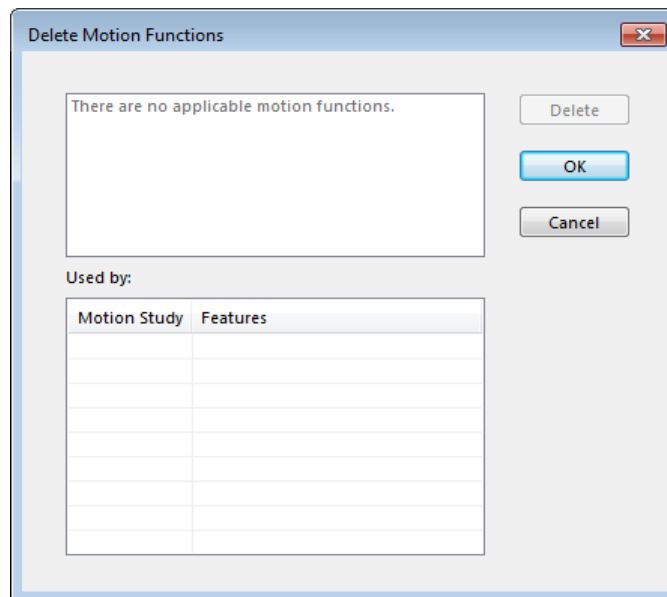 Delete Motion Functions
There are no applicable motion functions.
Delete
OK
Cancel
Used by:
Motion Study Features